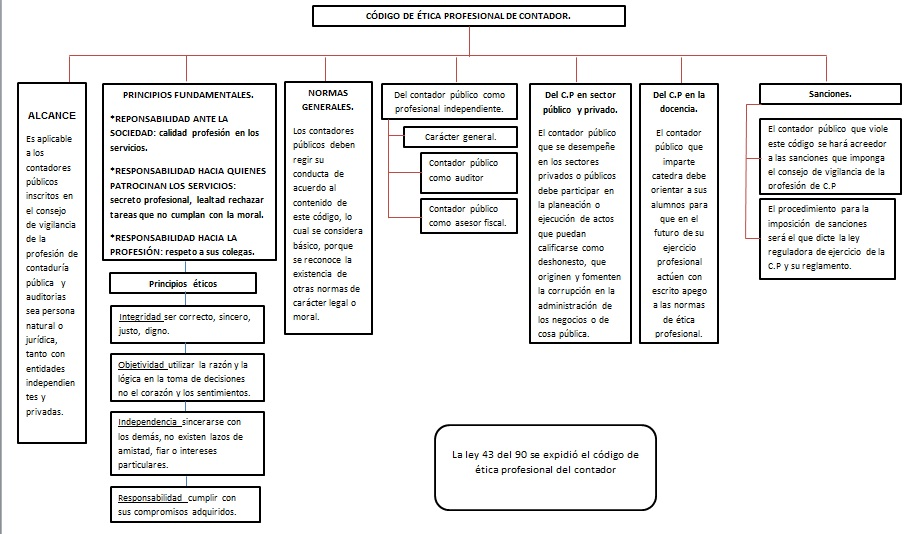 CÓDIGO DE ÉTICA PROFESIONAL DE CONTADOR.
ALCANCE
Es aplicable
a los
contadores
públicos
inscritos en
el consejo
de vigilancia
de la
profesión de
contaduría
pública y
auditorias
sea persona
natural o
jurídica,
tanto con
entidades
independien
tes y
privadas.
PRINCIPIOS FUNDAMENTALES.
*REPONSABILIDAD ANTE LA
SOCIEDAD: calidad profesión en los
servicios.
*RESPONSABILIDAD HACIA QUIENES
PATROCINAN LOS SERVICIOS:
secreto profesional, lealtad rechazar
tareas que no cumplan con la moral.
*RESPONSABILIDAD HACIA LA
PROFESIÓN: respeto a sus colegas.
Principios éticos
Integridad ser correcto, sincero,
justo, digno.
Objetividad utilizar la razón y la
lógica en la toma de decisiones
no el corazón y los sentimientos.
Independencia sincerarse con
los demás, no existen lazos de
amistad, fiar o intereses
particulares.
Responsabilidad cumplir con
sus compromisos adquiridos.
NORMAS
GENERALES.
Los contadores
públicos deben
regir su
conducta de
acuerdo al
contenido de
este código, lo
cual se considera
básico, porque
se reconoce la
existencia de
otras normas de
carácter legal o
moral.
Del contador público como
profesional independiente.
Carácter general.
Contador público
como auditor
Contador público
como asesor fiscal.
Del C.P en sector
público y privado.
El contador público
que se desempeñe
en los sectores
privados o públicos
debe participar en
la planeación o
ejecución de actos
que puedan
calificarse como
deshonesto, que
originen y fomenten
la corrupción en la
administración de
los negocios o de
cosa pública.
Del C.P en la
docencia.
El contador
público que
imparte
catedra debe
orientar a sus
alumnos para
que en el
futuro de su
ejercicio
profesional
actúen con
escrito apego
a las normas
de ética
profesional.
Sanciones.
El contador público que viole
este código se hará acreedor
a las sanciones que imponga
el consejo de vigilancia de la
profesión de C.P
El procedimiento para la
imposición de sanciones
será el que dicte la ley
reguladora de ejercicio de la
C.P y su reglamento.
La ley 43 del 90 se expidió el código de
ética profesional del contador